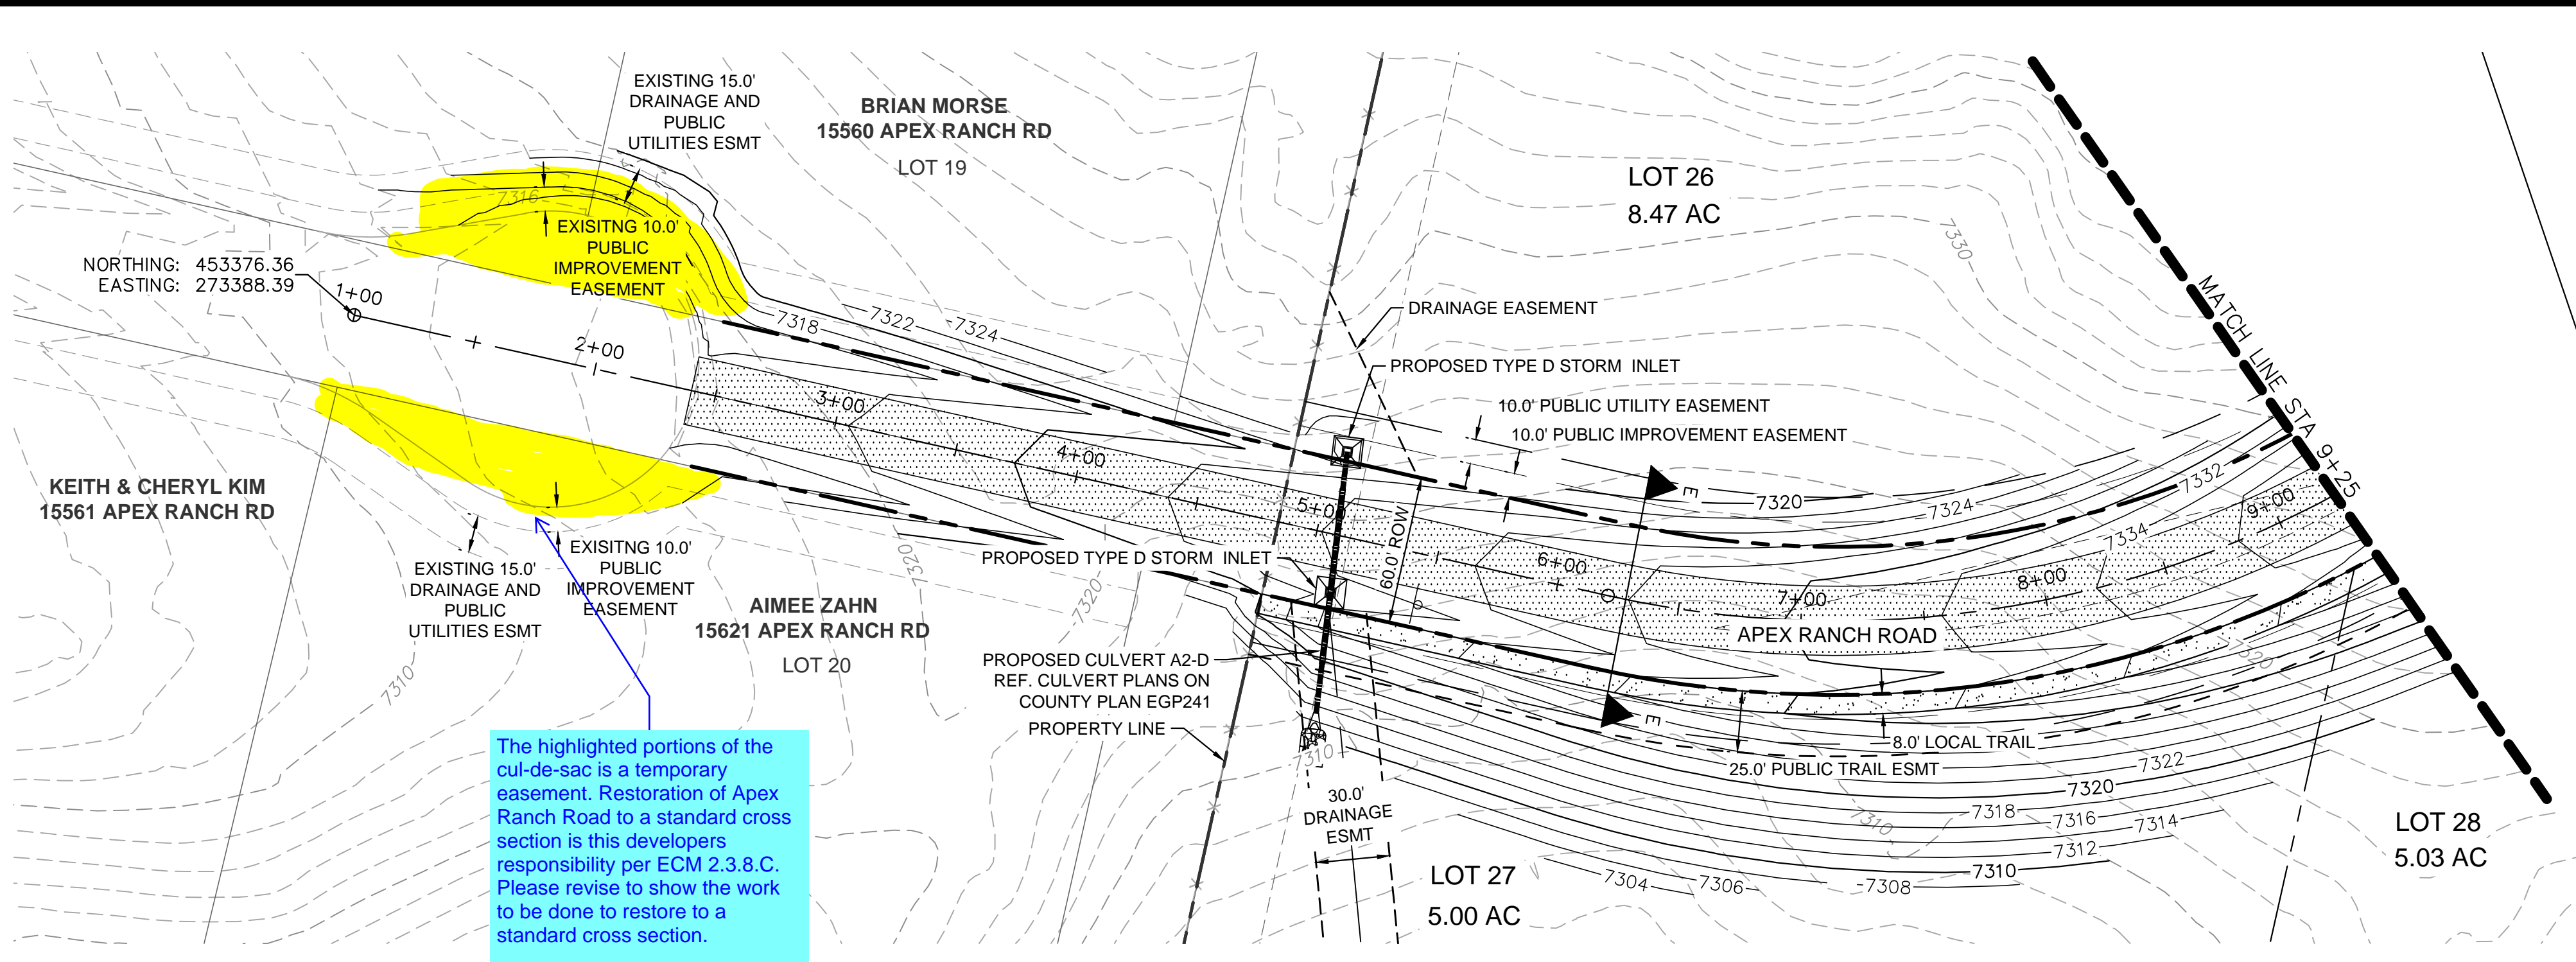 EXISTING 15.0'
DRAINAGE AND
PUBLIC
UTILITIES ESMT
BRIAN MORSE
15560 APEX RANCH RD
LOT 19
LOT 26
8.47 AC
7316
EXISITNG 10.0'
PUBLIC
IMPROVEMENT
EASEMENT
NORTHING: 453376.36
EASTING: 273388.39
1+00
2+00
3+00
4+00
5+00
6+00
7+00
8+00
9+00
7318
7322
7324
7330
DRAINAGE EASEMENT
PROPOSED TYPE D STORM INLET
10.0' PUBLIC UTILITY EASEMENT
10.0' PUBLIC IMPROVEMENT EASEMENT
MATCH LINE STA 9+25
E
7320
7324
7332
7334
60.0' ROW
KEITH & CHERYL KIM
15561 APEX RANCH RD
EXISTING 15.0'
DRAINAGE AND
PUBLIC
UTILITIES ESMT
EXISITNG 10.0'
PUBLIC
IMPROVEMENT
EASEMENT
AIMEE ZAHN
15621 APEX RANCH RD
LOT 20
7310
7320
7320
PROPOSED TYPE D STORM INLET
PROPOSED CULVERT A2-D
REF. CULVERT PLANS ON
COUNTY PLAN EGP241
PROPERTY LINE
APEX RANCH ROAD
7320
E
8.0' LOCAL TRAIL
25.0' PUBLIC TRAIL ESMT
7310
30.0'
DRAINAGE
ESMT
7322
7320
7318
7316
7314
7310
7312
7310
7308
7306
7304
LOT 27
5.00 AC
LOT 28
5.03 AC
The highlighted portions of the
cul-de-sac is a temporary
easement. Restoration of Apex
Ranch Road to a standard cross
section is this developers
responsibility per ECM 2.3.8.C.
Please revise to show the work
to be done to restore to a
standard cross section.